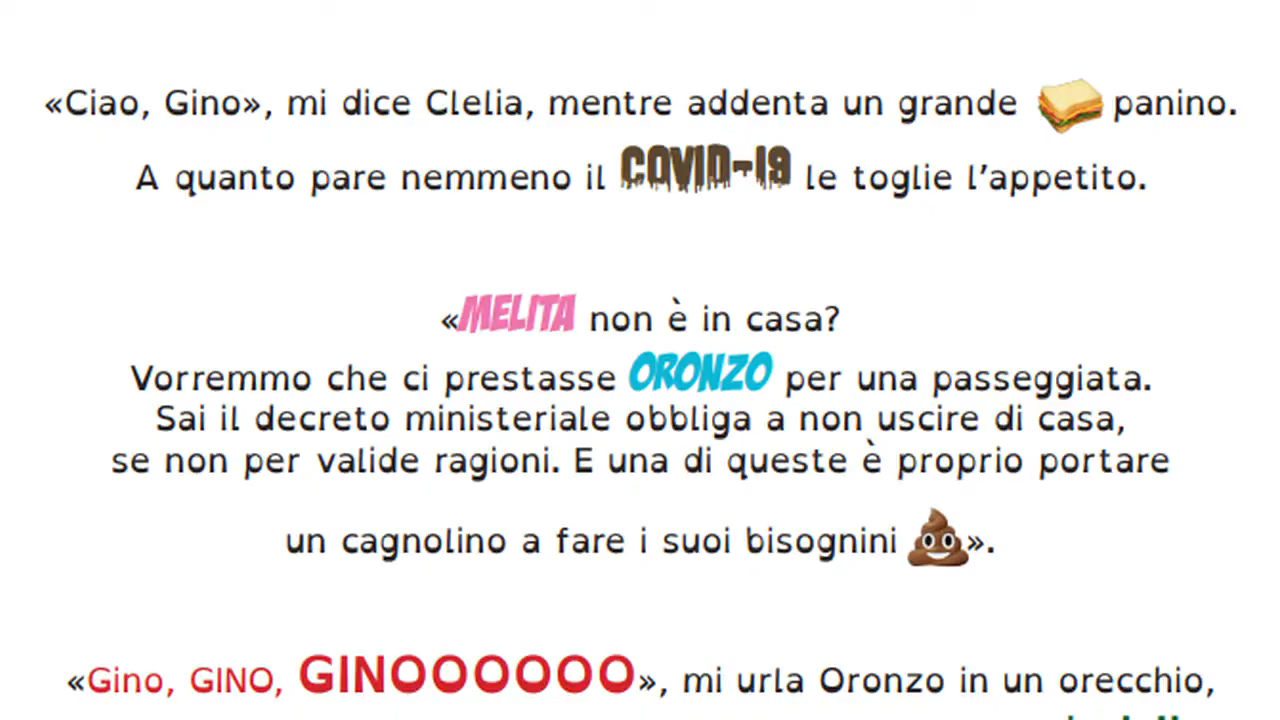 «Ciao, Gino», mi dice Clelia, mentre addenta un grande 🥪 panino.
A quanto pare nemmeno il COVID-19 le toglie l’appetito.
«MELITA non è in casa?
Vorremmo che ci prestasse ORONZO per una passeggiata.
Sai il decreto ministeriale obbliga a non uscire di casa,
se non per valide ragioni. E una di queste è proprio portare
un cagnolino a fare i suoi bisognini 💩».
«Gino, GINO, GINOOOOOO», mi urla Oronzo in un orecchio,